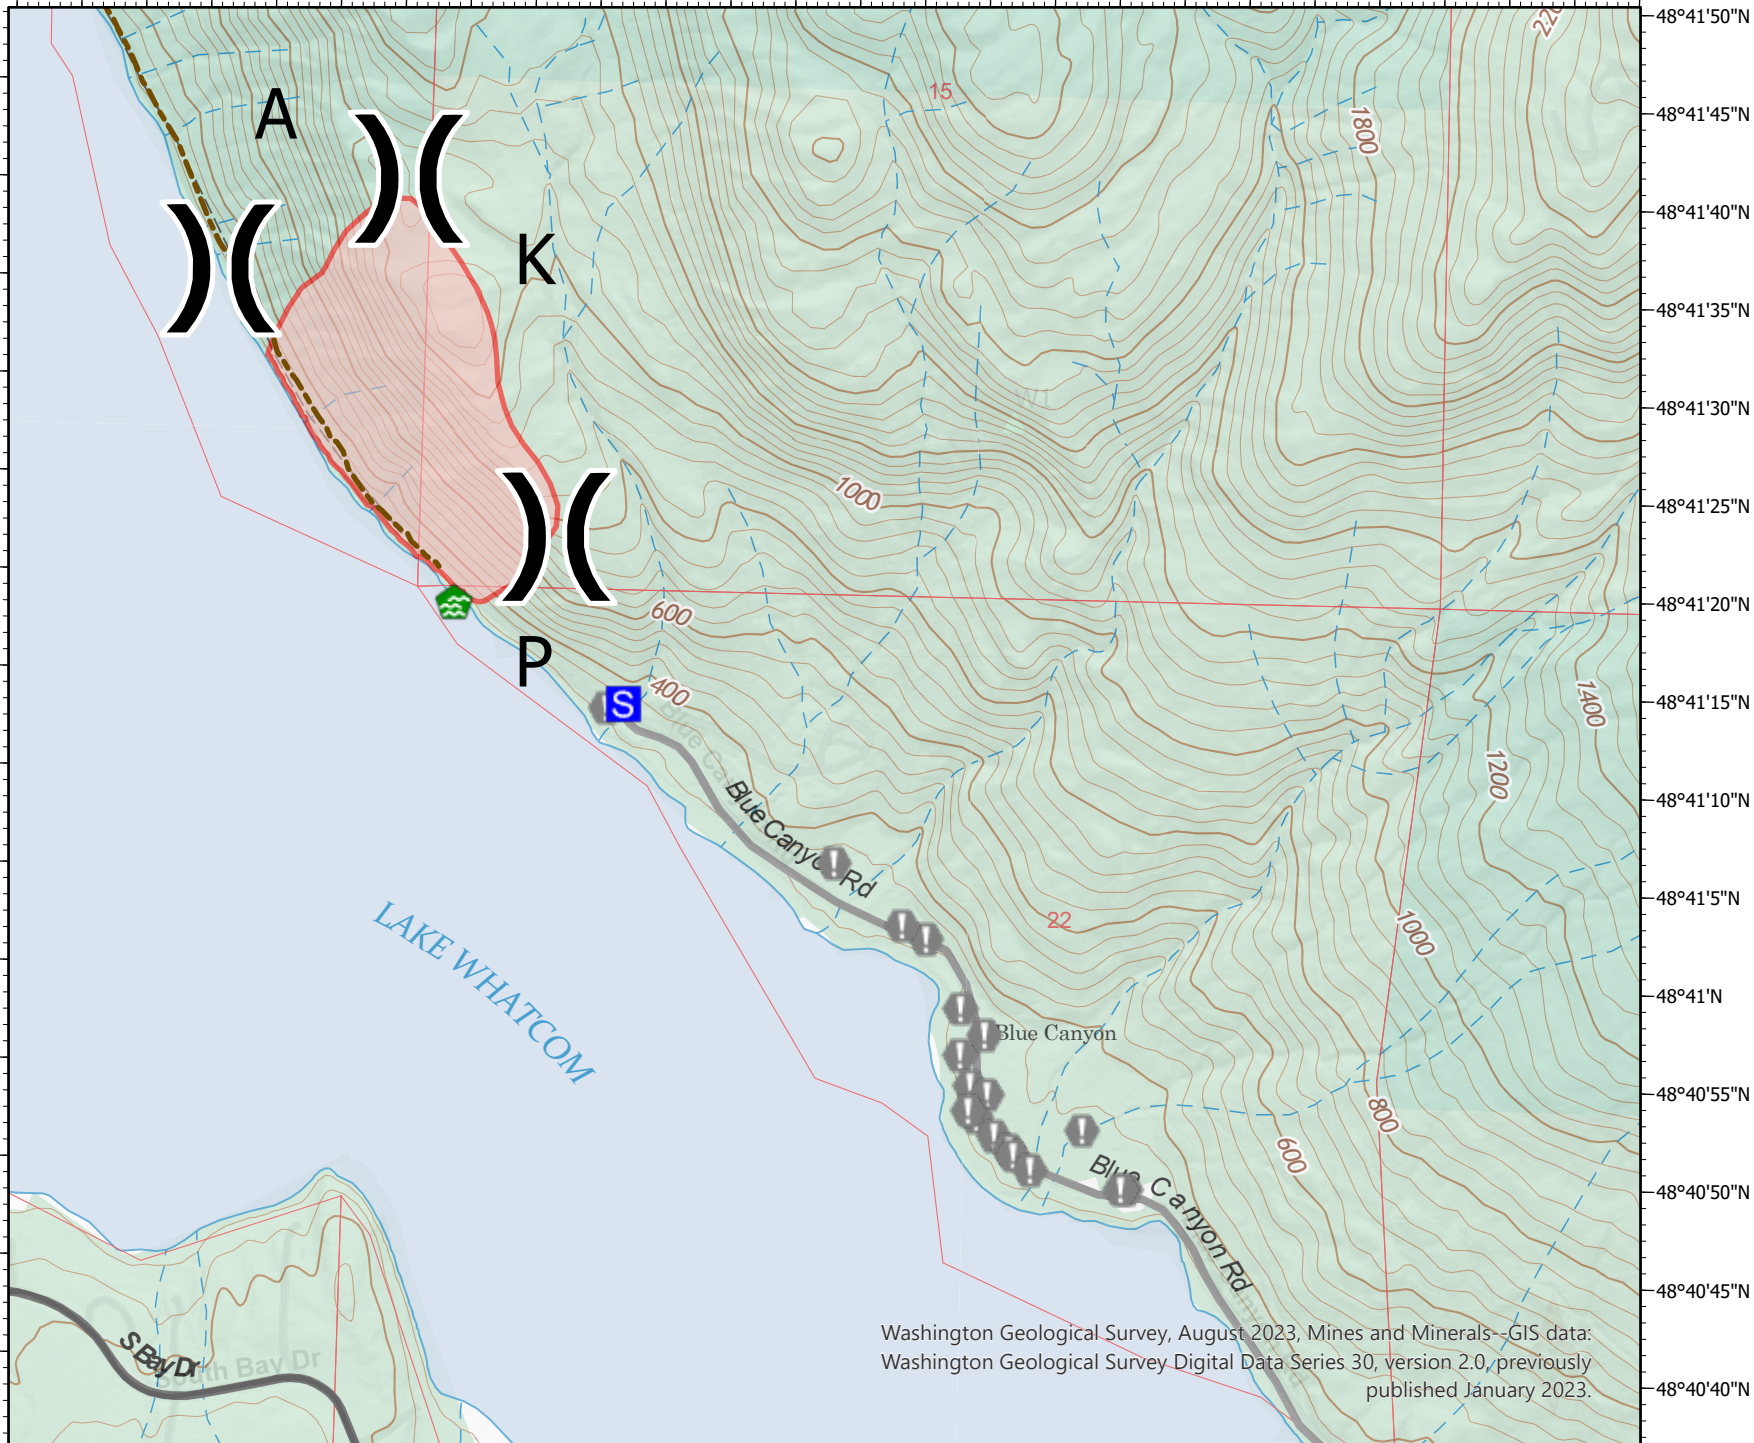 48°41'50"N
15
A
1800
48°41'45"N
48°41'40"N
K
48°41'35"N
48°41'30"N
1000
48°41'25"N
600
48°41'20"N
P
S
400
48°41'15"N
1400
1200
48°41'10"N
Blue Canyon Rd
48°41'5"N
LAKE WHATCOM
22
1000
48°41'N
Blue Canyon
48°40'55"N
800
600
Blue Canyon Rd
48°40'50"N
48°40'45"N
S Bay Dr
South Bay Dr
Washington Geological Survey, August 2023, Mines and Minerals--GIS data:
Washington Geological Survey Digital Data Series 30, version 2.0, previously
published January 2023.
48°40'40"N